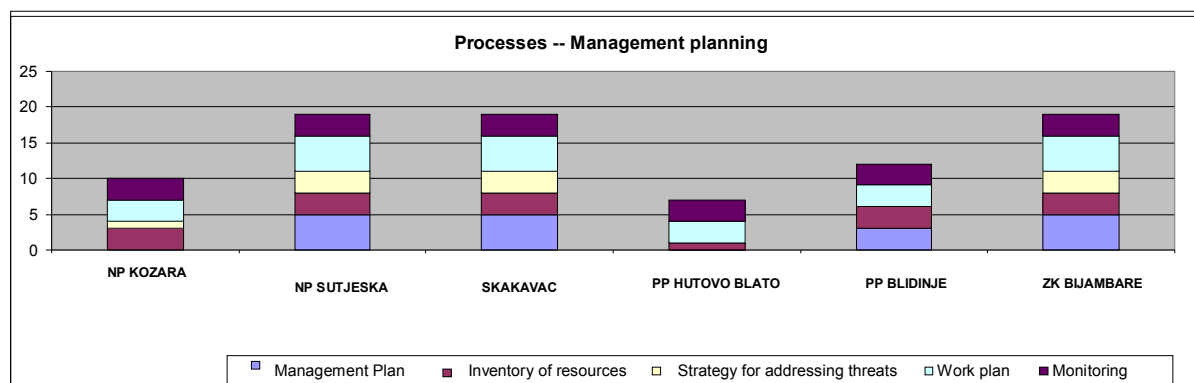 Processes -- Management planning
25
20
15
10
5
0
NP KOZARA
NP SUTJESKA
SKAKAVAC
PP HUTOVO BLATO
PP BLIDINJE
ZK BIJAMBARE
Management Plan
Inventory of resources
Strategy for addressing threats
Work plan
Monitoring